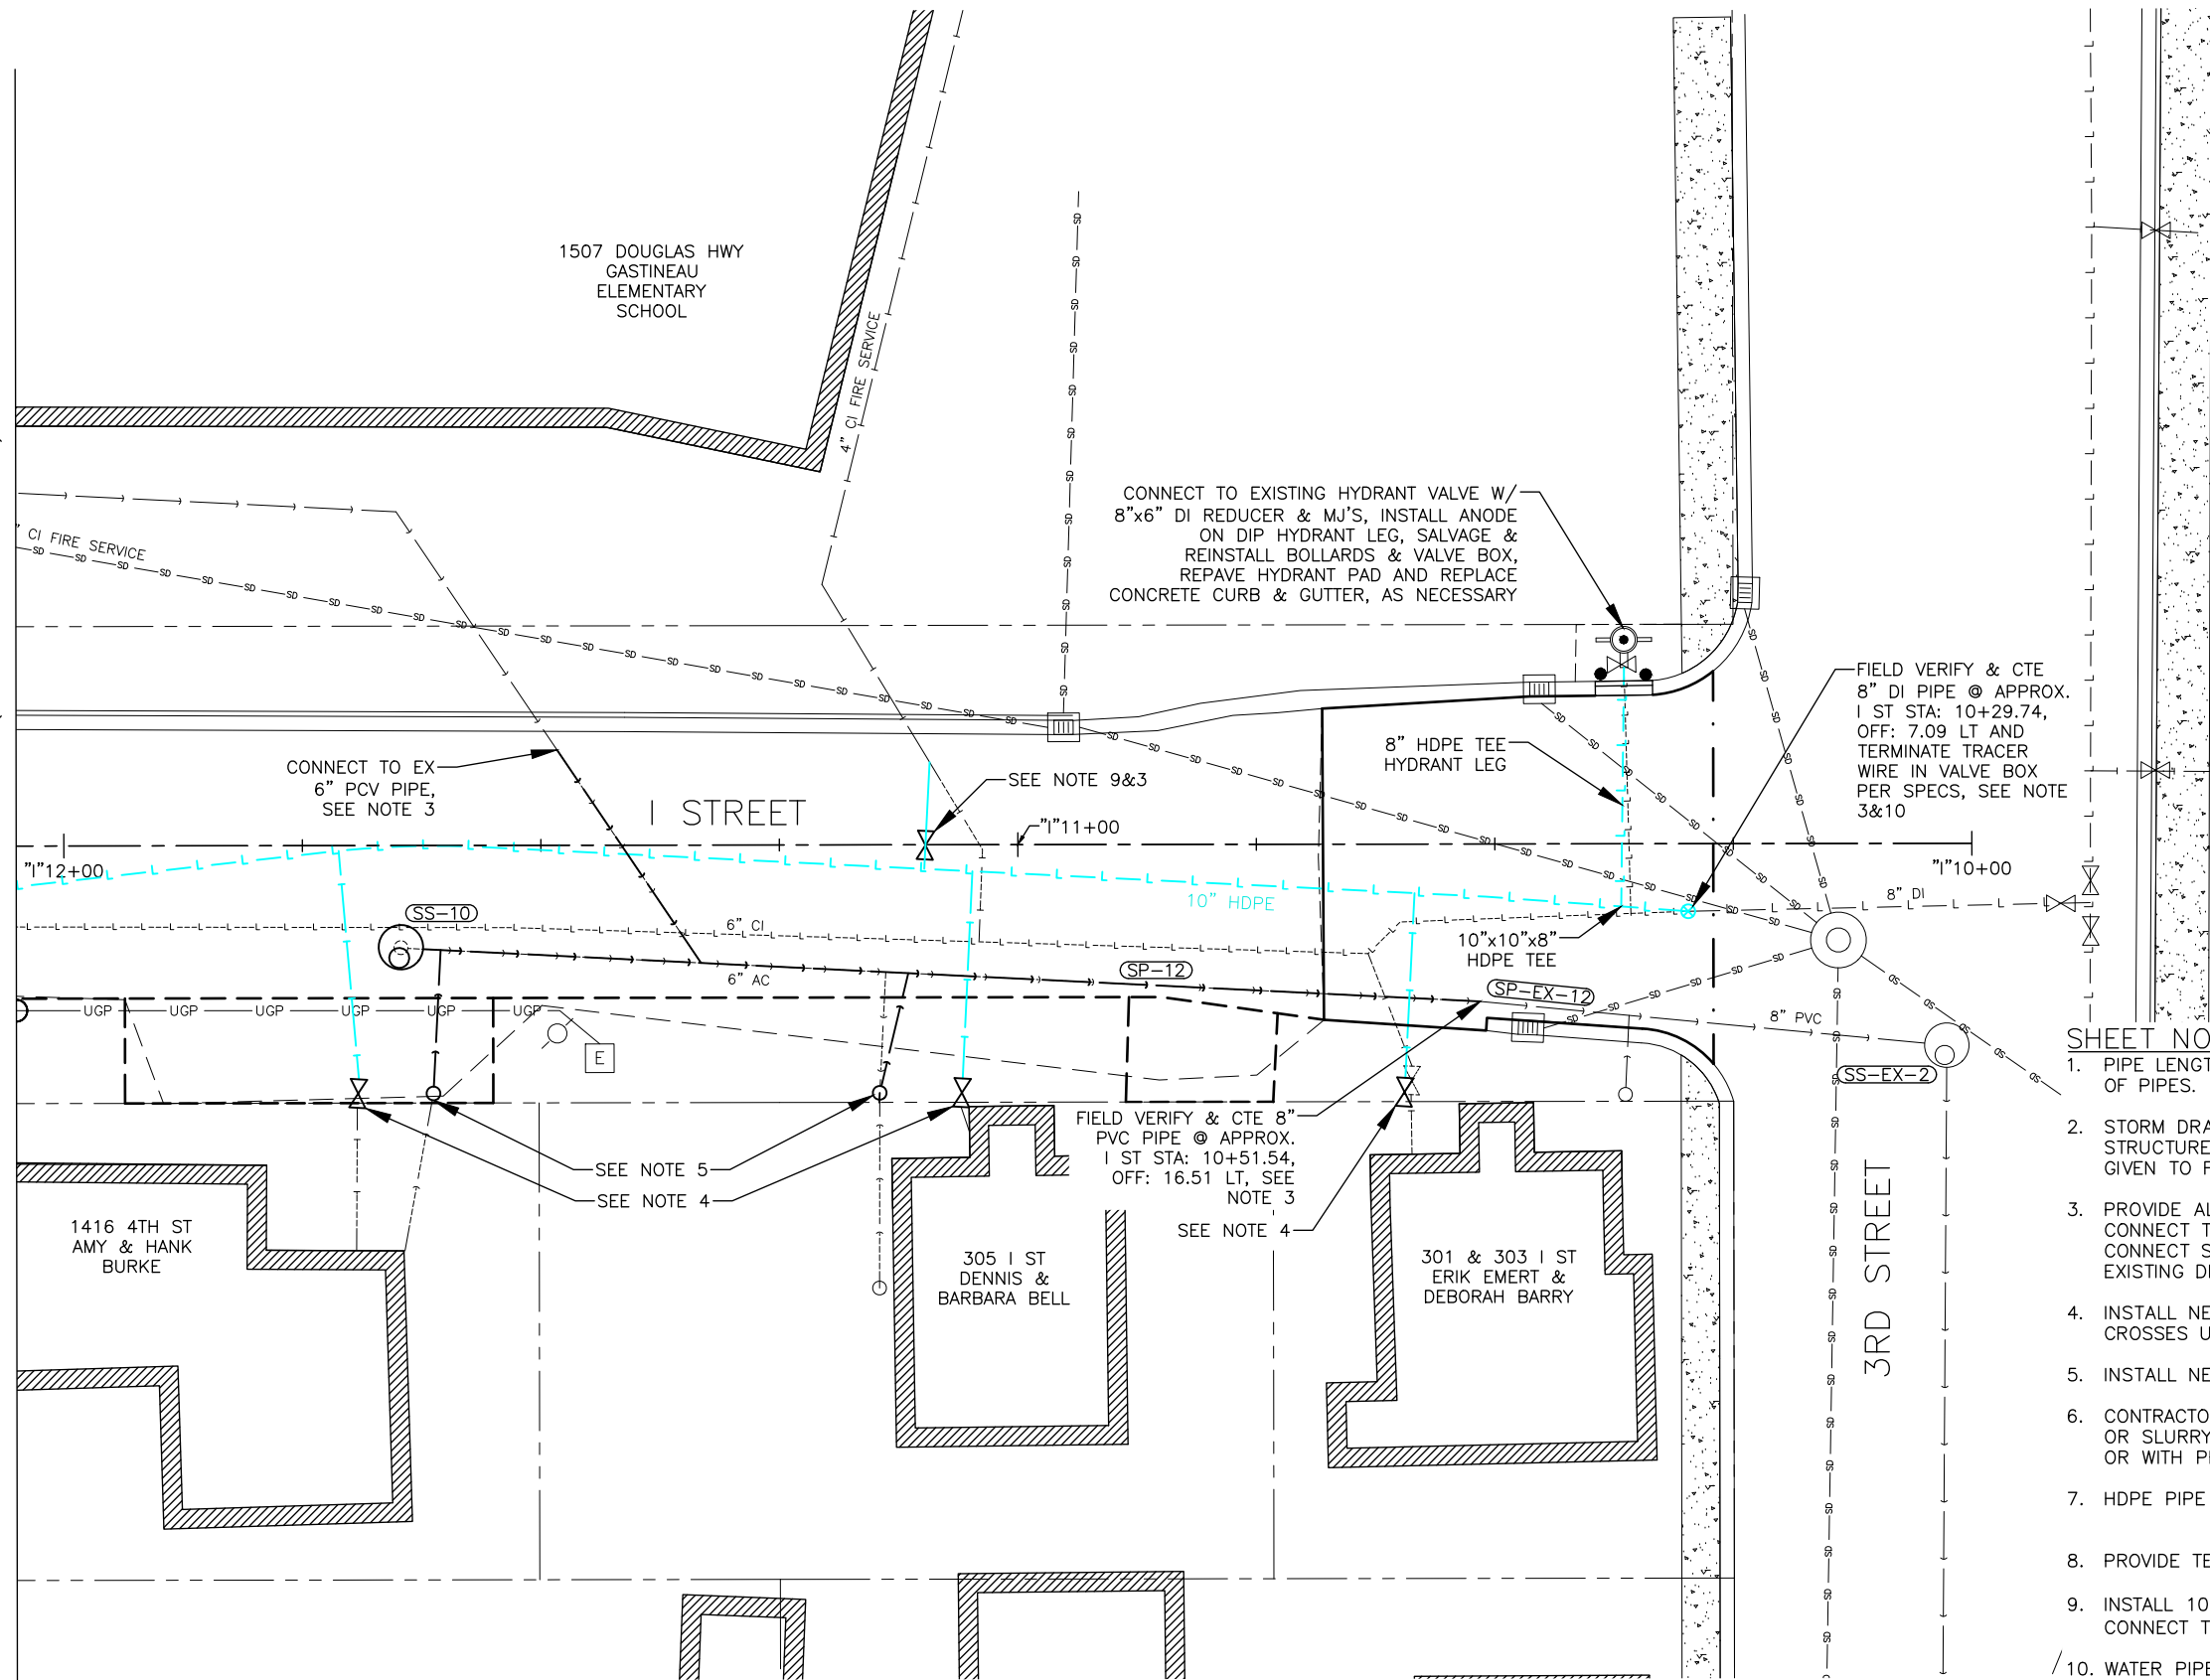 1507 DOUGLAS HWY
GASTINEAU
ELEMENTARY
SCHOOL
4" CI FIRE SERVICE
" CI FIRE SERVICE
CONNECT TO EXISTING HYDRANT VALVE W/
8"x6" DI REDUCER & MJ'S, INSTALL ANODE
ON DIP HYDRANT LEG, SALVAGE &
REINSTALL BOLLARDS & VALVE BOX,
REPAVE HYDRANT PAD AND REPLACE
CONCRETE CURB & GUTTER, AS NECESSARY
FIELD VERIFY & CTE
8" DI PIPE @ APPROX.
I ST STA: 10+29.74,
OFF: 7.09 LT AND
TERMINATE TRACER
WIRE IN VALVE BOX
PER SPECS, SEE NOTE
3&10
8" HDPE TEE
HYDRANT LEG
CONNECT TO EX
6" PCV PIPE,
SEE NOTE 3
I STREET
SEE NOTE 9&3
"I"11+00
"I"12+00
"I"10+00
10" HDPE
8" DI
SS-10
6" CI
10"x10"x8"
HDPE TEE
6" AC
SP-12
SP-EX-12
8" PVC
UGP UGP UGP UGP UGP UGP
E
SS-EX-2
FIELD VERIFY & CTE 8"
PVC PIPE @ APPROX.
I ST STA: 10+51.54,
OFF: 16.51 LT, SEE
NOTE 3
SEE NOTE 5
SEE NOTE 4
SEE NOTE 4
1416 4TH ST
AMY & HANK
BURKE
305 I ST
DENNIS &
BARBARA BELL
301 & 303 I ST
ERIK EMERT &
DEBORAH BARRY
3RD STREET
SHEET NO
1. PIPE LENGT
OF PIPES.
2. STORM DRA
STRUCTURE
GIVEN TO F
3. PROVIDE AL
CONNECT T
CONNECT S
EXISTING DI
4. INSTALL NE
CROSSES U
5. INSTALL NE
6. CONTRACTO
OR SLURRY
OR WITH P
7. HDPE PIPE
8. PROVIDE TE
9. INSTALL 10
CONNECT T
10. WATER PIPE